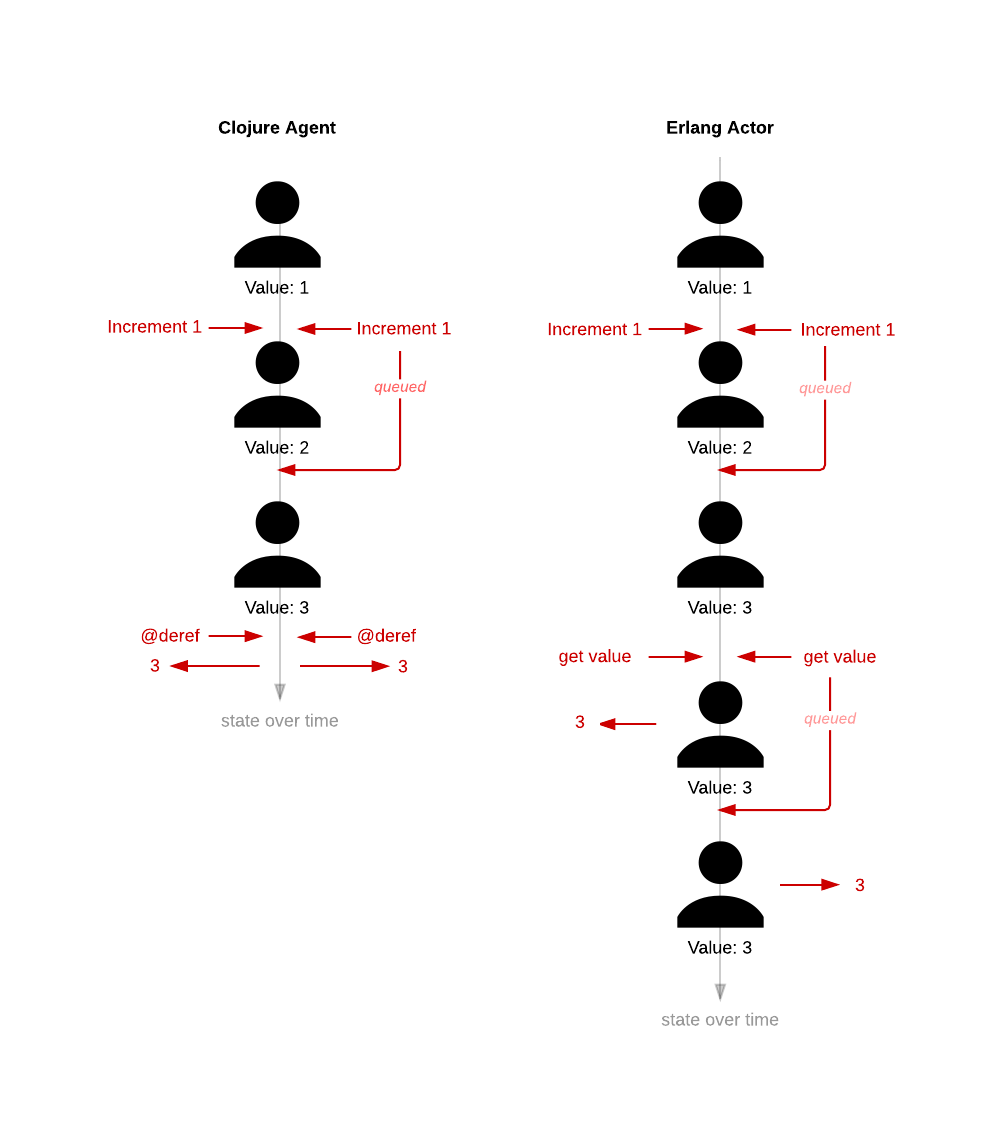 Clojure Agent
Value: 1
Increment 1
Increment 1
queued
Value: 2
Value: 3
@deref
@deref
3
3
state over time
Erlang Actor
Value: 1
Increment 1
Increment 1
queued
Value: 2
Value: 3
get value
get value
queued
3
Value: 3
3
Value: 3
state over time